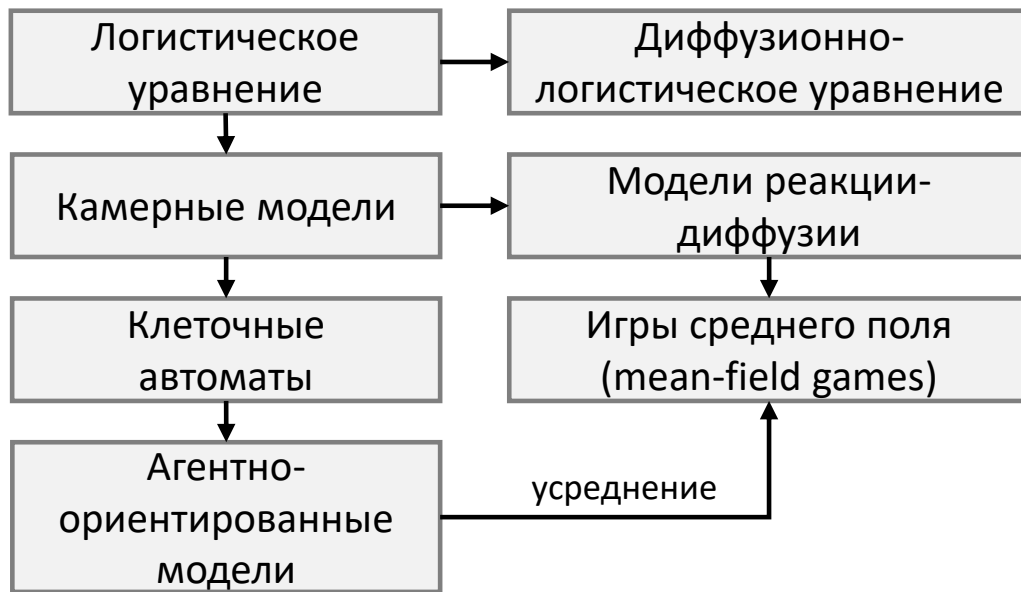 Логистическое
уравнение
Диффузионно-
логистическое уравнение
Камерные модели
Модели реакции-
диффузии
Клеточные
автоматы
Игры среднего поля
(mean-field games)
Агентно-
ориентированные
модели
усреднение